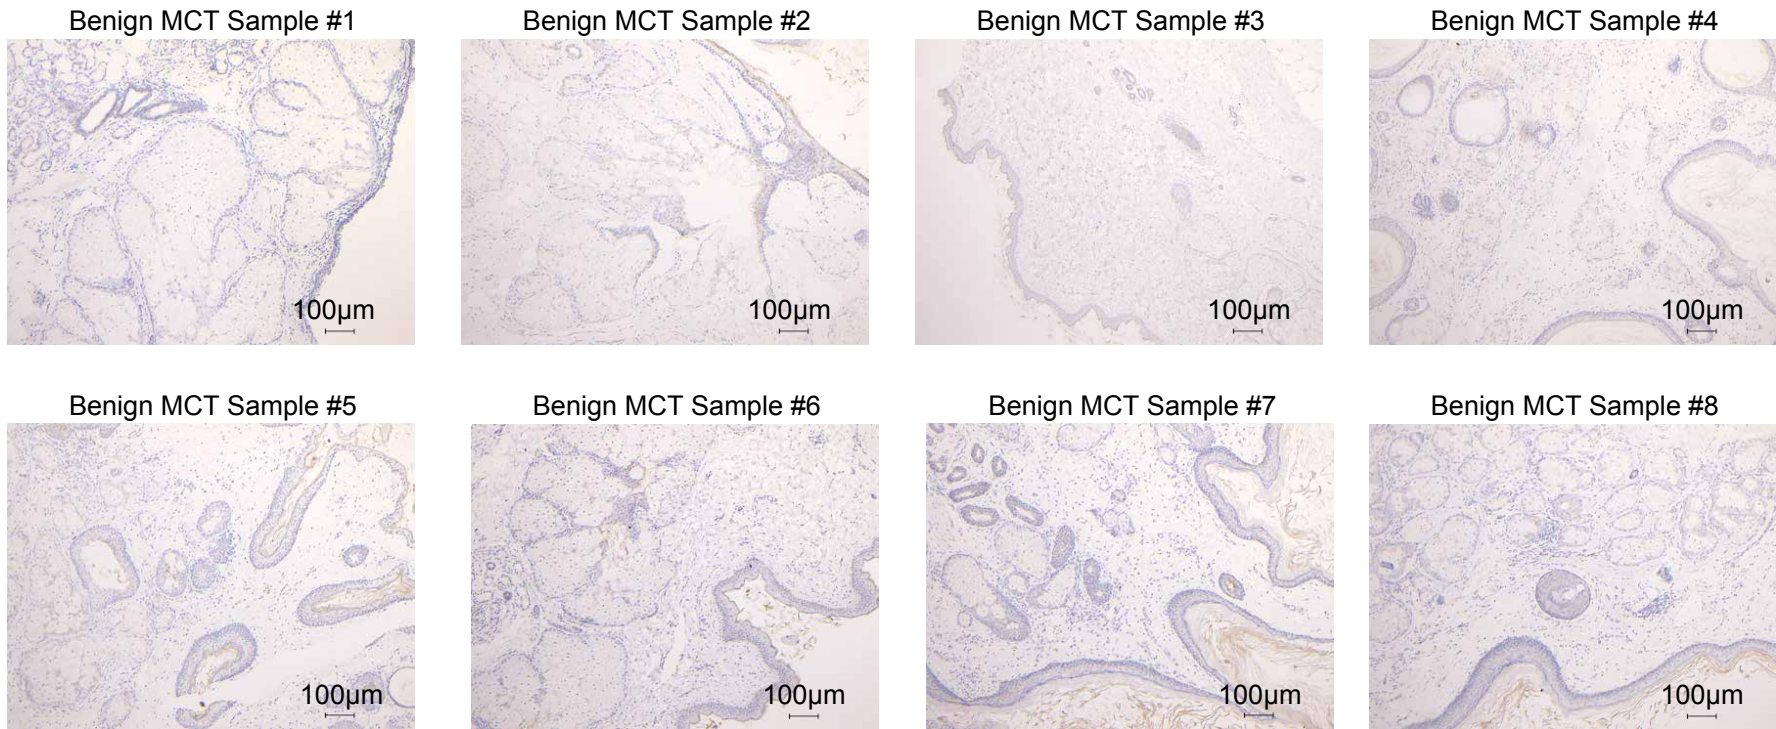 Benign MCT Sample #1
Benign MCT Sample #2
Benign MCT Sample #3
Benign MCT Sample #4
100μm
100μm
100μm
100μm
Benign MCT Sample #5
Benign MCT Sample #6
Benign MCT Sample #7
Benign MCT Sample #8
100μm
100μm
100μm
100μm